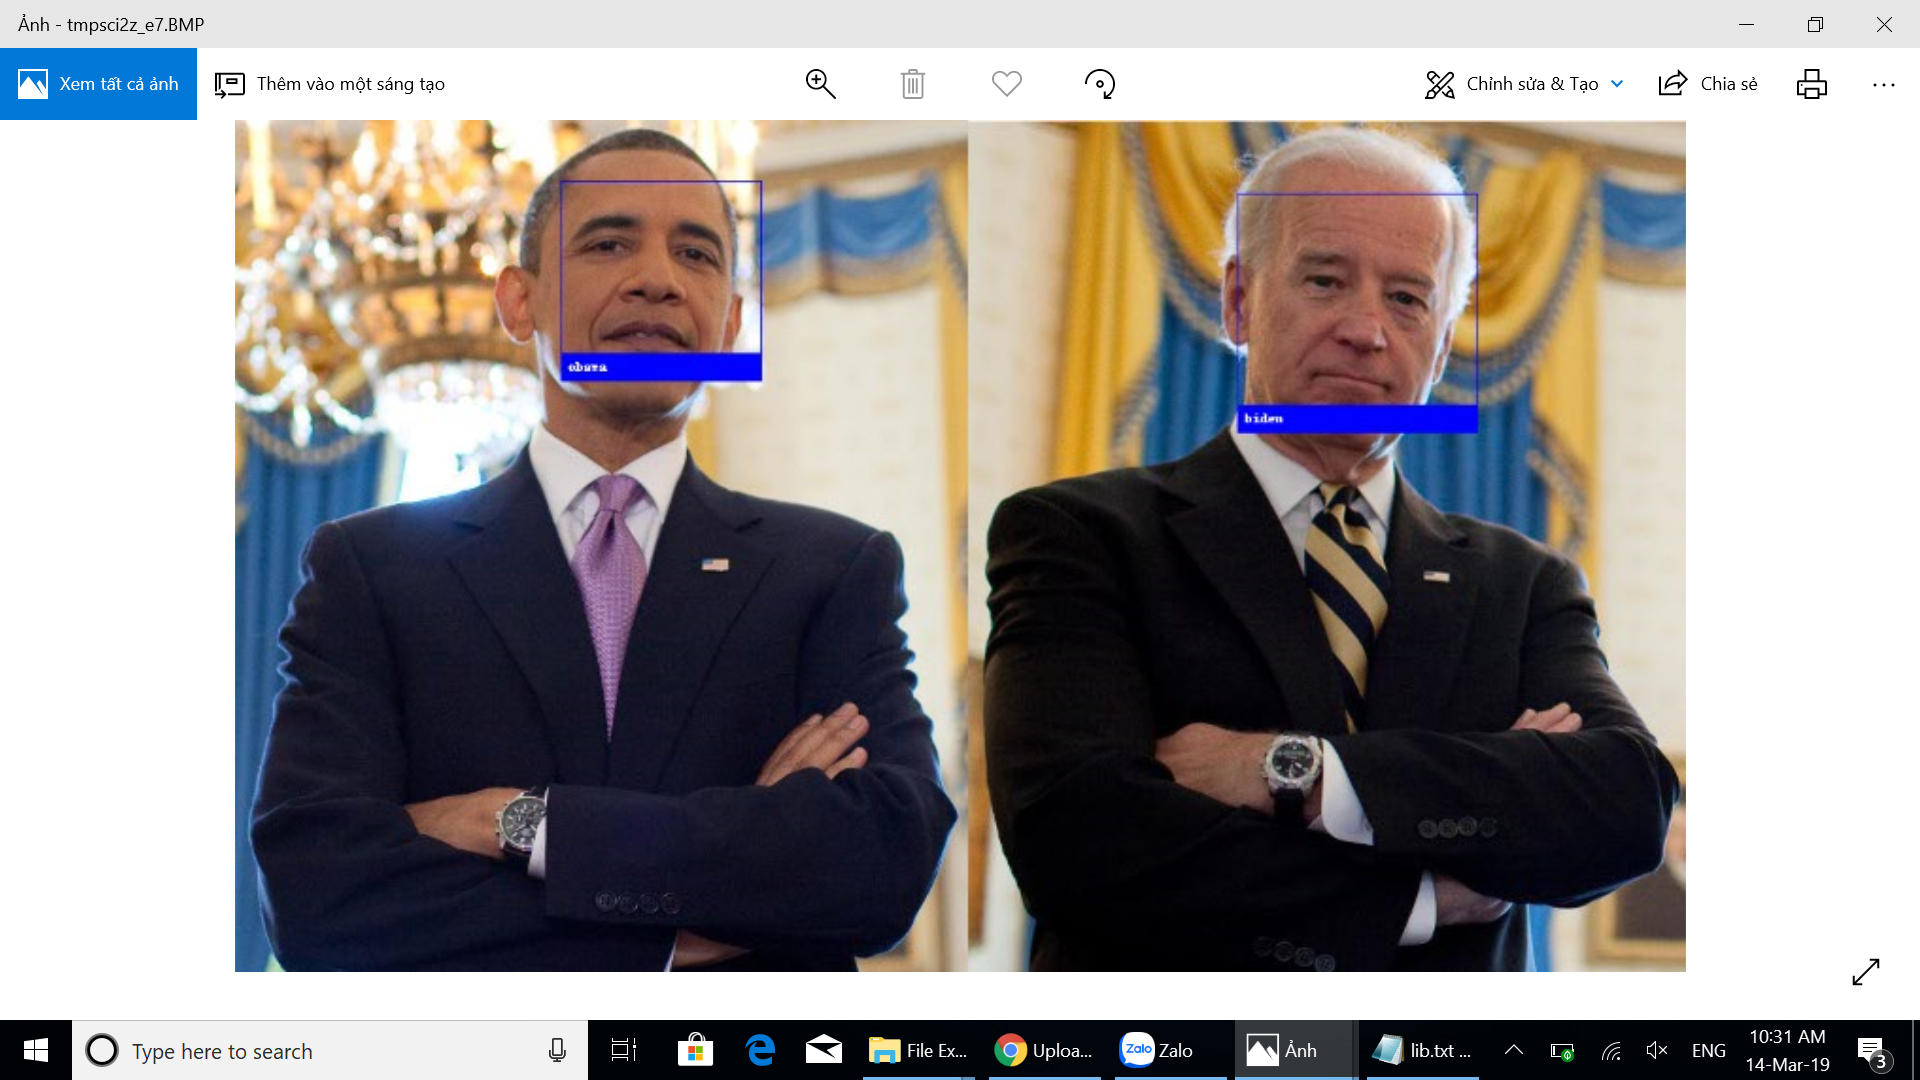 Ảnh - tmpsci2z_e7.BMP
Xem tất cả ảnh
Thêm vào một sáng tạo
Chỉnh sửa & Tạo
Chia sẻ
obama
biden
Type here to search
File Ex...
Uploa...
Zalo
Zalo
Ảnh
lib.txt ...
ENG
10:31 AM
14-Mar-19
3